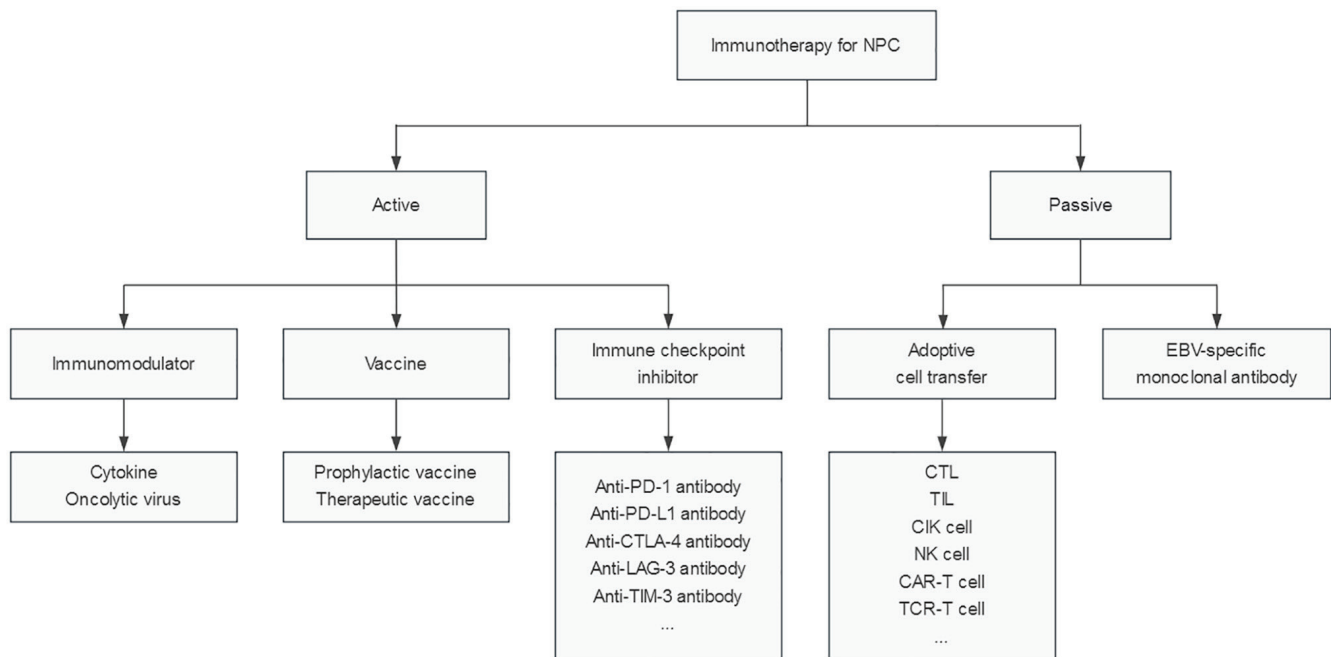 Immunotherapy for NPC
Active
Passive
Immunomodulator
Vaccine
Immune checkpoint
inhibitor
Adoptive
cell transfer
EBV-specific
monoclonal antibody
Cytokine
Oncolytic virus
Prophylactic vaccine
Therapeutic vaccine
Anti-PD-1 antibody
Anti-PD-L1 antibody
Anti-CTLA-4 antibody
Anti-LAG-3 antibody
Anti-TIM-3 antibody
...
CTL
TIL
CIK cell
NK cell
CAR-T cell
TCR-T cell
...